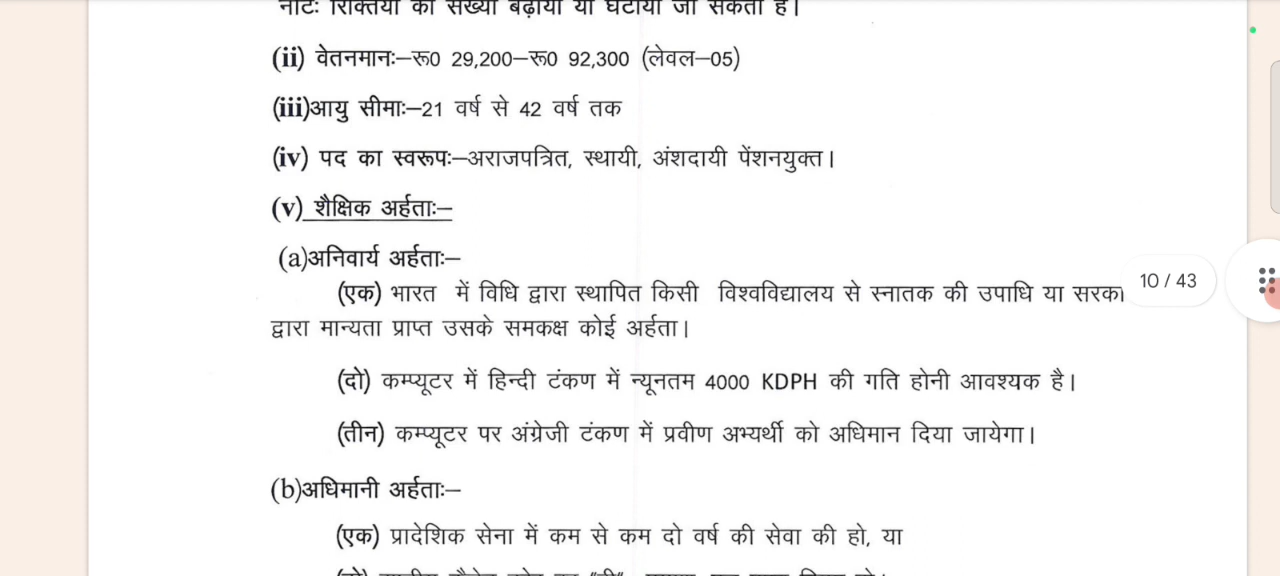 नोटः रिक्तियों की संख्या बढ़ायी या घटायी जा सकती है।
(ii) वेतनमानः–रू0 29,200–रू0 92,300 (लेवल–05)
(iii)आयु सीमाः–21 वर्ष से 42 वर्ष तक
(iv) पद का स्वरूपः–अराजपत्रित, स्थायी, अंशदायी पेंशनयुक्त।
(v) शैक्षिक अर्हताः–
(a)अनिवार्य अर्हताः–
(एक) भारत में विधि द्वारा स्थापित किसी विश्वविद्यालय से स्नातक की उपाधि या सरका
10 / 43
द्वारा मान्यता प्राप्त उसके समकक्ष कोई अर्हता।
(दो) कम्प्यूटर में हिन्दी टंकण में न्यूनतम 4000 KDPH की गति होनी आवश्यक है।
(तीन) कम्प्यूटर पर अंग्रेजी टंकण में प्रवीण अभ्यर्थी को अधिमान दिया जायेगा।
(b)अधिमानी अर्हताः–
(एक) प्रादेशिक सेना में कम से कम दो वर्ष की सेवा की हो, या